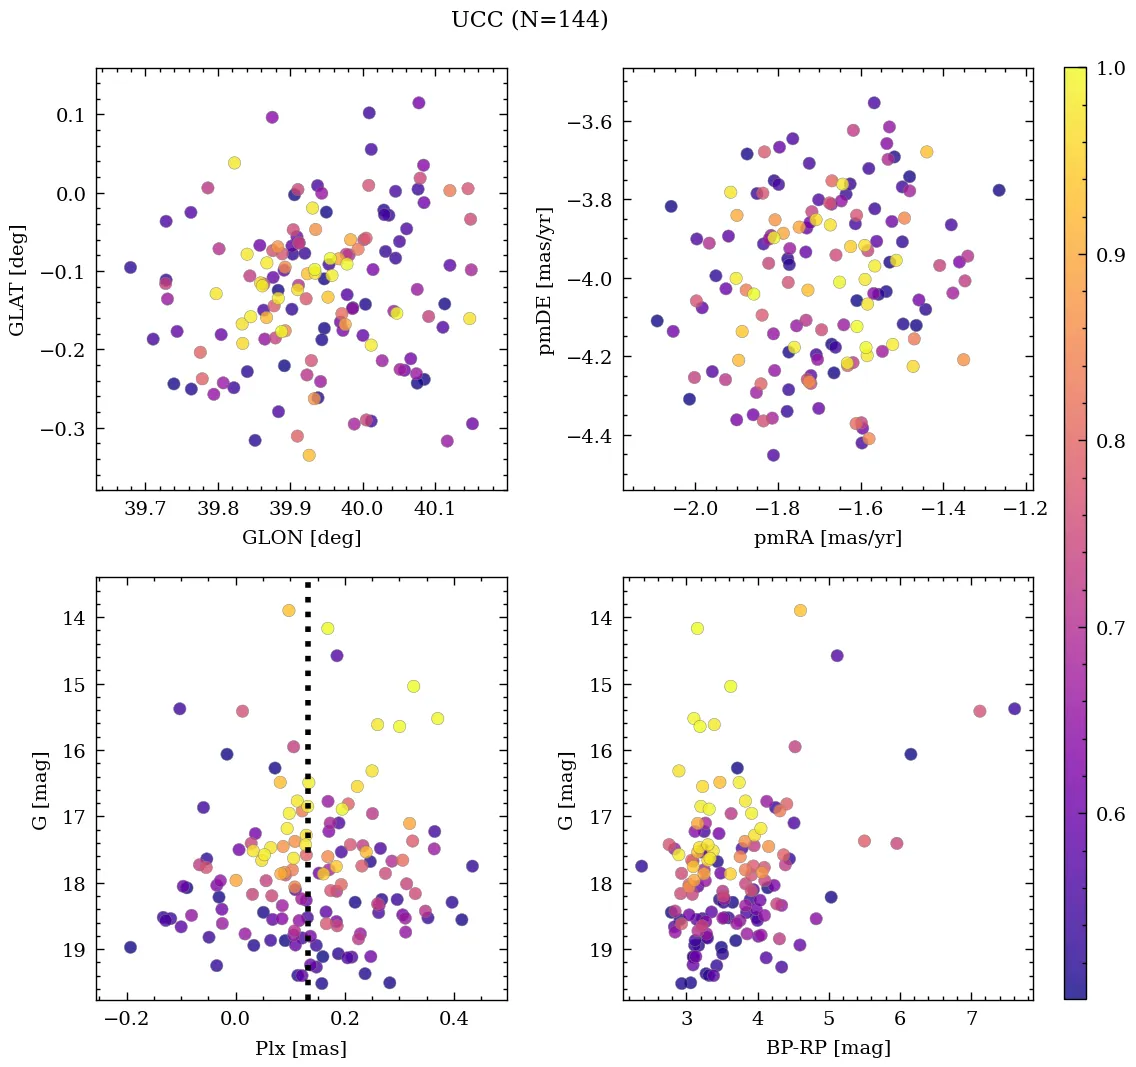 UCC (N=144)
0.1
0.0
−0.1
−0.2
−0.3
GLAT [deg]
39.7 39.8 39.9 40.0 40.1
GLON [deg]
−3.6
−3.8
−4.0
−4.2
−4.4
pmDE [mas/yr]
−2.0 −1.8 −1.6 −1.4 −1.2
pmRA [mas/yr]
14
15
16
17
18
19
G [mag]
−0.2 0.0 0.2 0.4
Plx [mas]
14
15
16
17
18
19
G [mag]
3 4 5 6 7
BP-RP [mag]
1.0
0.9
0.8
0.7
0.6